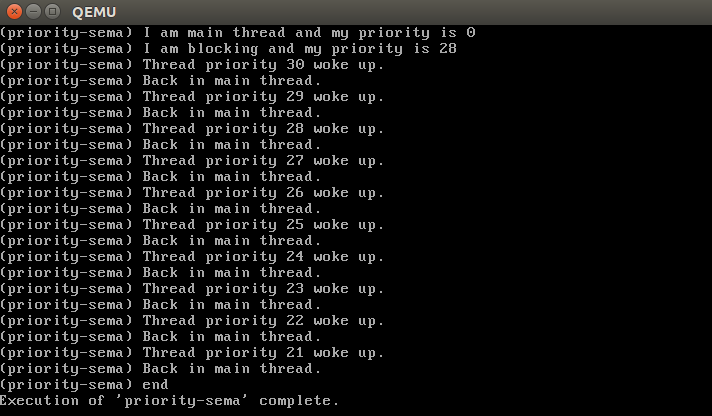 QEMU
(priority-sema) I am main thread and my priority is 0
(priority-sema) I am blocking and my priority is 28
(priority-sema) Thread priority 30 woke up.
(priority-sema) Back in main thread.
(priority-sema) Thread priority 29 woke up.
(priority-sema) Back in main thread.
(priority-sema) Thread priority 28 woke up.
(priority-sema) Back in main thread.
(priority-sema) Thread priority 27 woke up.
(priority-sema) Back in main thread.
(priority-sema) Thread priority 26 woke up.
(priority-sema) Back in main thread.
(priority-sema) Thread priority 25 woke up.
(priority-sema) Back in main thread.
(priority-sema) Thread priority 24 woke up.
(priority-sema) Back in main thread.
(priority-sema) Thread priority 23 woke up.
(priority-sema) Back in main thread.
(priority-sema) Thread priority 22 woke up.
(priority-sema) Back in main thread.
(priority-sema) Thread priority 21 woke up.
(priority-sema) Back in main thread.
(priority-sema) end
Execution of 'priority-sema' complete.